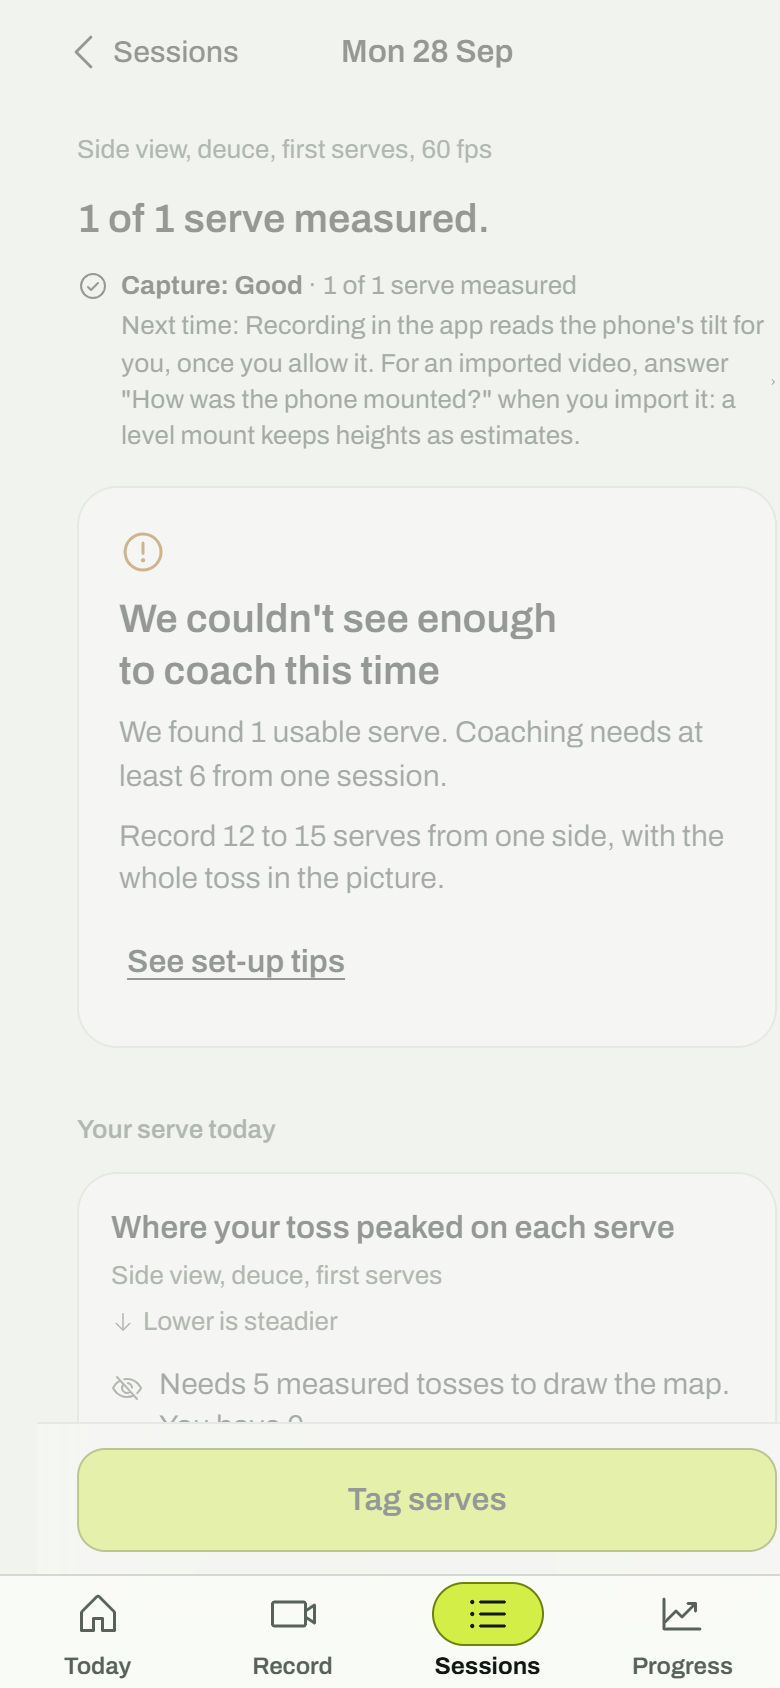 Sessions
Mon 28 Sep
Side view, deuce, first serves, 60 fps
1 of 1 serve measured.
Capture: Good · 1 of 1 serve measured
Next time: Recording in the app reads the phone's tilt for
you, once you allow it. For an imported video, answer
"How was the phone mounted?" when you import it: a
level mount keeps heights as estimates.
We couldn't see enough
to coach this time
We found 1 usable serve. Coaching needs at
least 6 from one session.
Record 12 to 15 serves from one side, with the
whole toss in the picture.
See set-up tips
Your serve today
Where your toss peaked on each serve
Side view, deuce, first serves
Lower is steadier
Needs 5 measured tosses to draw the map.
You have
Tag serves
Today
Record
Sessions
Progress